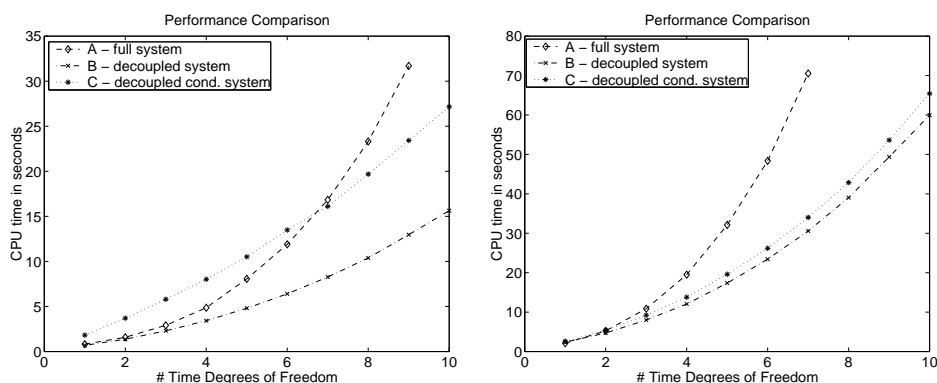 Performance Comparison
35
30
25
20
15
10
5
0
CPU time in seconds
A – full system
B – decoupled system
C – decoupled cond. system
0 2 4 6 8 10
# Time Degrees of Freedom
Performance Comparison
80
70
60
50
40
30
20
10
0
CPU time in seconds
A – full system
B – decoupled system
C – decoupled cond. system
0 2 4 6 8 10
# Time Degrees of Freedom